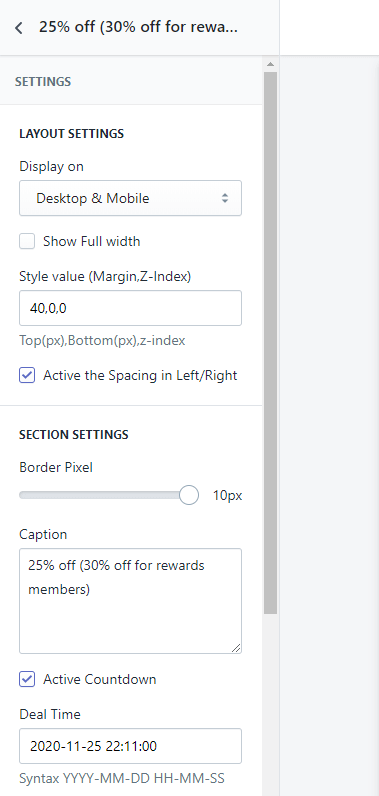 25% off (30% off for rewa...
SETTINGS
LAYOUT SETTINGS
Display on
Desktop & Mobile
Show Full width
Style value (Margin,Z-Index)
40,0,0
Top(px),Bottom(px),z-index
Active the Spacing in Left/Right
SECTION SETTINGS
Border Pixel
10px
Caption
25% off (30% off for rewards
members)
Active Countdown
Deal Time
2020-11-25 22:11:00
Syntax YYYY-MM-DD HH-MM-SS